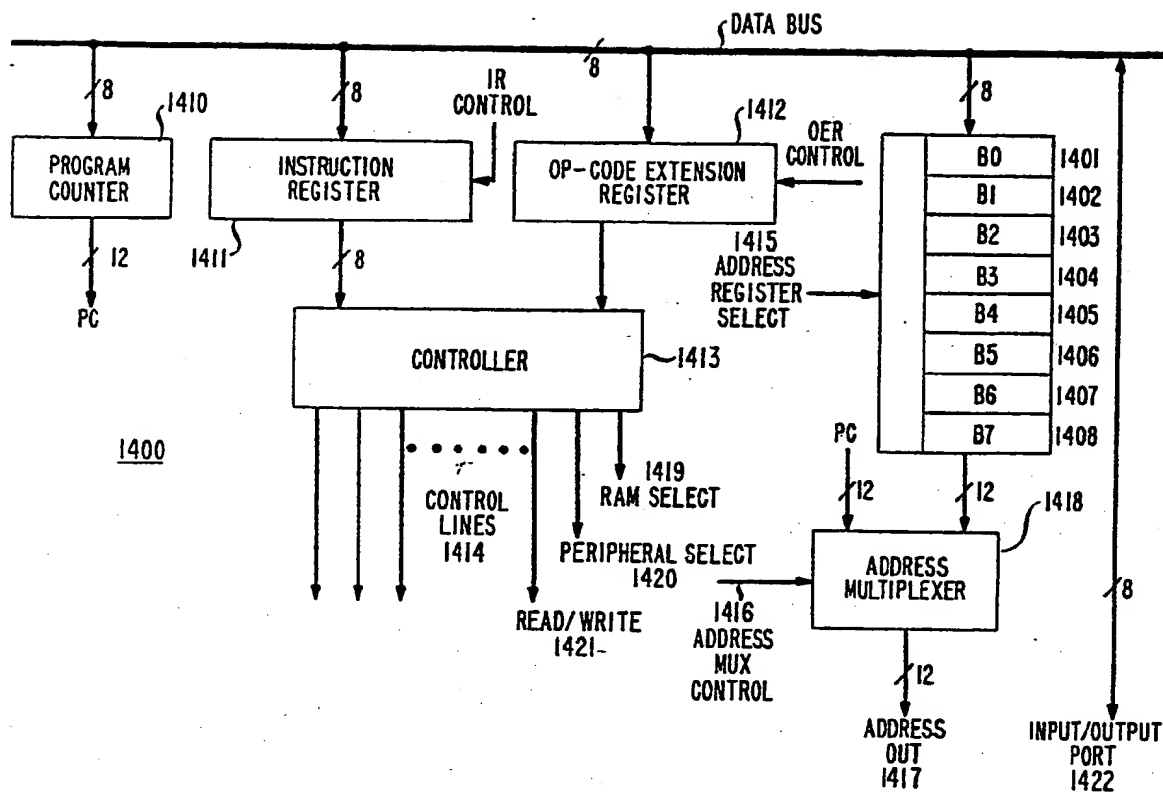 DATA BUS
8
8
8
8
1410
IR
CONTROL
1412
OER
CONTROL
PROGRAM
COUNTER
INSTRUCTION
REGISTER
OP-CODE EXTENSION
REGISTER
B0 1401
B1 1402
B2 1403
B3 1404
B4 1405
B5 1406
B6 1407
B7 1408
12
PC
1411
8
1415
ADDRESS
REGISTER
SELECT
CONTROLLER
1413
1400
CONTROL
LINES
1414
1419
RAM SELECT
PERIPHERAL SELECT
1420
READ/WRITE
1421
PC
12
12
1418
ADDRESS
MULTIPLEXER
1416
ADDRESS
MUX
CONTROL
12
8
ADDRESS
OUT
1417
INPUT/OUTPUT
PORT
1422